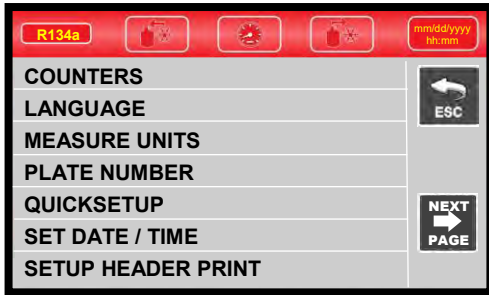 R134a
mm/dd/yyyy
hh:mm
COUNTERS
LANGUAGE
MEASURE UNITS
PLATE NUMBER
QUICKSETUP
SET DATE / TIME
SETUP HEADER PRINT
ESC
NEXT
PAGE